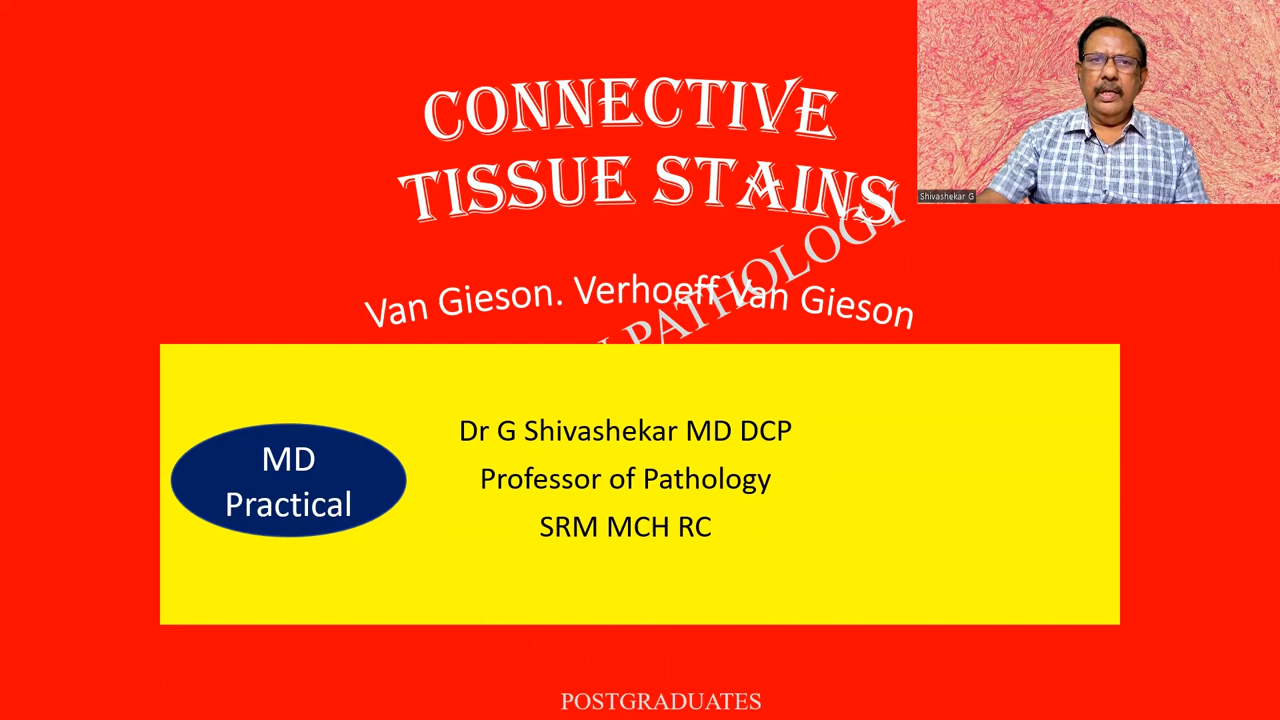 CONNECTIVE
TISSUE STAINS
Shivashekar G
Van Gieson. Verhoeff Van Gieson
PATHOLOGY
MD
Practical
Dr G Shivashekar MD DCP
Professor of Pathology
SRM MCH RC
POSTGRADUATES